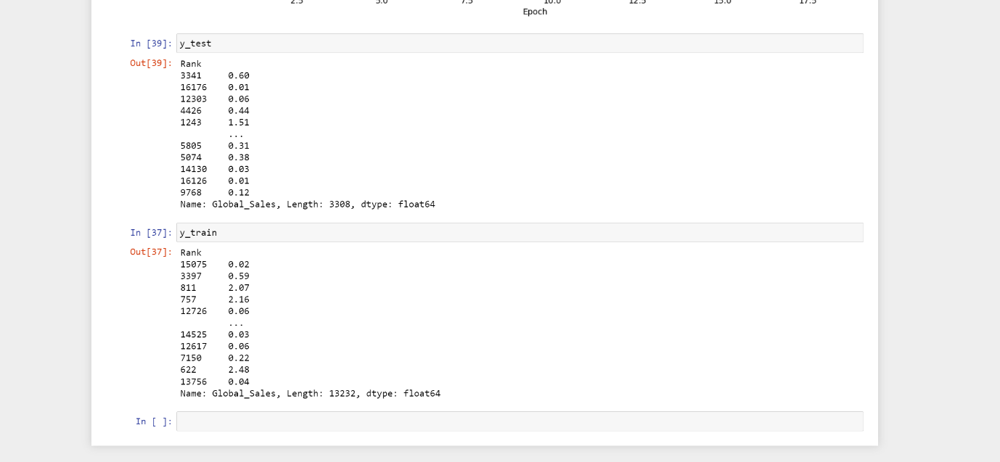 2.5 5.0 7.5 10.0 12.5 15.0 17.5
Epoch
In [39]: y_test
Out[39]: Rank
3341 0.60
16176 0.01
12303 0.06
4426 0.44
1243 1.51
...
5805 0.31
5074 0.38
14130 0.03
16126 0.01
9768 0.12
Name: Global_Sales, Length: 3308, dtype: float64
In [37]: y_train
Out[37]: Rank
15075 0.02
3397 0.59
811 2.07
757 2.16
12726 0.06
...
14525 0.03
12617 0.06
7150 0.22
622 2.48
13756 0.04
Name: Global_Sales, Length: 13232, dtype: float64
In [ ]: